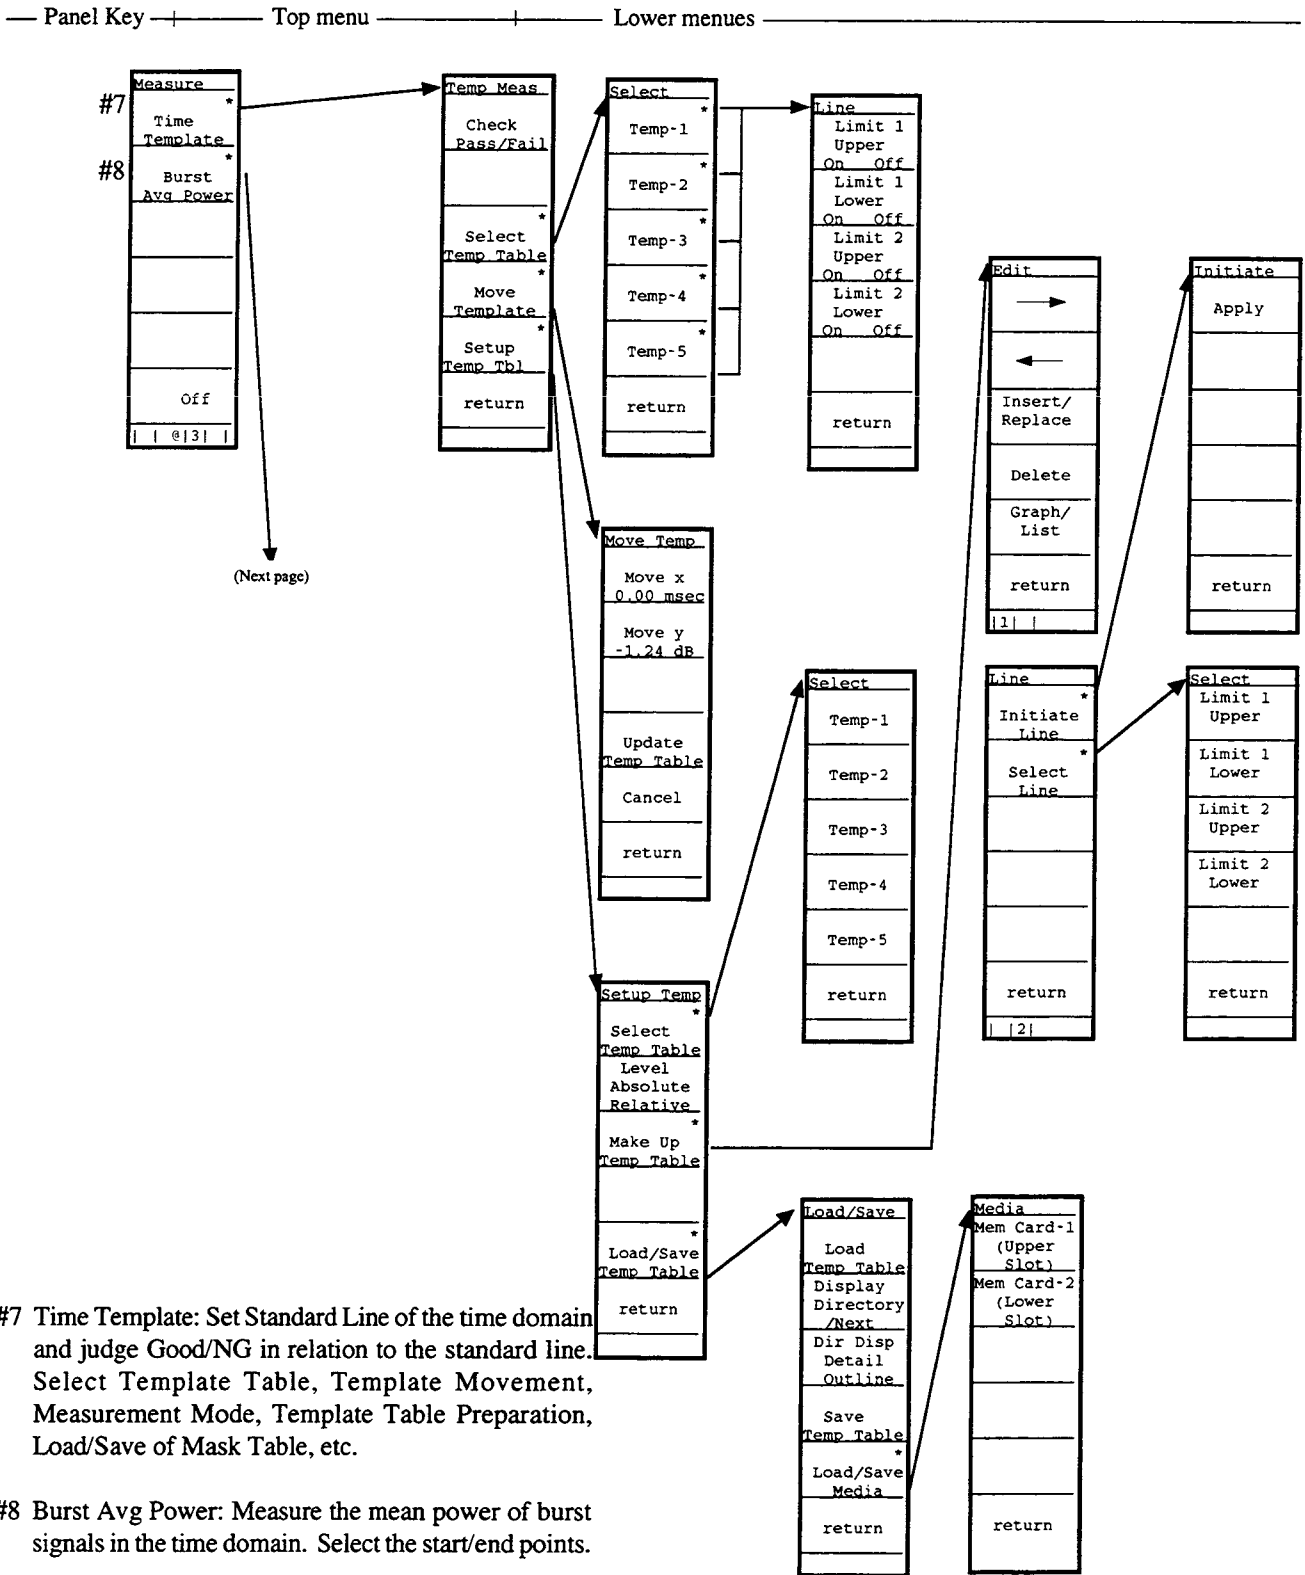 Panel Key
Top menu
Lower menues
#7
#8
Measure
*
Time
Template
*
Burst
Avg Power
Off
| | @|3| |
(Next page)
Temp Meas
Check
Pass/Fail
*
Select
Temp Table
*
Move
Template
*
Setup
Temp Tbl
return
Select
*
Temp-1
*
Temp-2
*
Temp-3
*
Temp-4
*
Temp-5
return
Line
Limit 1
Upper
On Off
Limit 1
Lower
On Off
Limit 2
Upper
On Off
Limit 2
Lower
On Off
return
Edit
Insert/
Replace
Delete
Graph/
List
return
|1| |
Initiate
Apply
return
Move Temp
Move x
0.00 msec
Move y
-1.24 dB
Update
Temp Table
Cancel
return
Select
Temp-1
Temp-2
Temp-3
Temp-4
Temp-5
return
Line
*
Initiate
Line
*
Select
Line
return
| |2|
Select
Limit 1
Upper
Limit 1
Lower
Limit 2
Upper
Limit 2
Lower
return
Setup Temp
*
Select
Temp Table
Level
Absolute
Relative
*
Make Up
Temp Table
*
Load/Save
Temp Table
return
Load/Save
Load
Temp Table
Display
Directory
/Next
Dir Disp
Detail
Outline
Save
Temp Table
*
Load/Save
Media
return
Media
Mem Card-1
(Upper
Slot)
Mem Card-2
(Lower
Slot)
return
#7 Time Template: Set Standard Line of the time domain
and judge Good/NG in relation to the standard line.
Select Template Table, Template Movement,
Measurement Mode, Template Table Preparation,
Load/Save of Mask Table, etc.
#8 Burst Avg Power: Measure the mean power of burst
signals in the time domain. Select the start/end points.